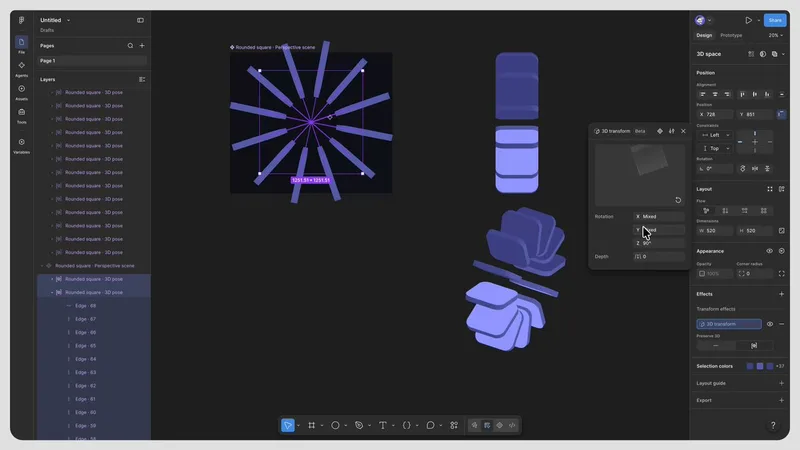 Untitled
Drafts
File
Agents
Assets
Tools
Variables
Pages
Page 1
Layers
Rounded square - 3D pose
Rounded square - 3D pose
Rounded square - 3D pose
Rounded square - 3D pose
Rounded square - 3D pose
Rounded square - 3D pose
Rounded square - 3D pose
Rounded square - 3D pose
Rounded square - 3D pose
Rounded square - 3D pose
Rounded square - 3D pose
Rounded square - 3D pose
Rounded square - 3D pose
Rounded square - Perspective scene
Rounded square - 3D pose
Rounded square - 3D pose
Edge - 68
Edge - 67
Edge - 66
Edge - 65
Edge - 64
Edge - 63
Edge - 62
Edge - 61
Edge - 60
Edge - 59
Rounded square - Perspective scene
1251.51 × 1251.51
3D transform Beta
Rotation X Mixed
Y
Z 90°
Depth 0
Share
Design Prototype 20%
3D space
Position
Alignment
Position
X 728 Y 851
Constraints
Left
Top
Rotation
0°
Layout
Flow
Dimensions
W 520 H 520
Appearance
Opacity Corner radius
100% 0
Effects
Transform effects
3D transform
Preserve 3D
Selection colors +37
Layout guide
Export
?